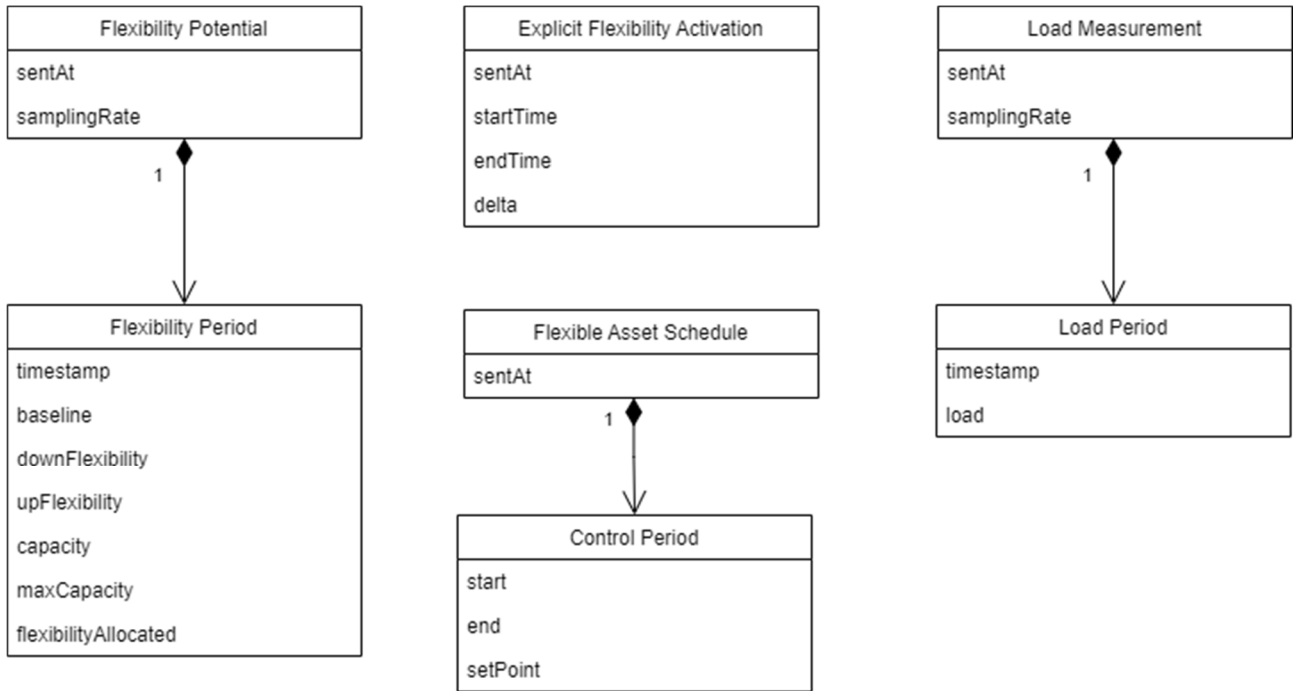 Flexibility Potential
sentAt
samplingRate
1
Flexibility Period
timestamp
baseline
downFlexibility
upFlexibility
capacity
maxCapacity
flexibilityAllocated
Explicit Flexibility Activation
sentAt
startTime
endTime
delta
Flexible Asset Schedule
sentAt
1
Control Period
start
end
setPoint
Load Measurement
sentAt
samplingRate
1
Load Period
timestamp
load